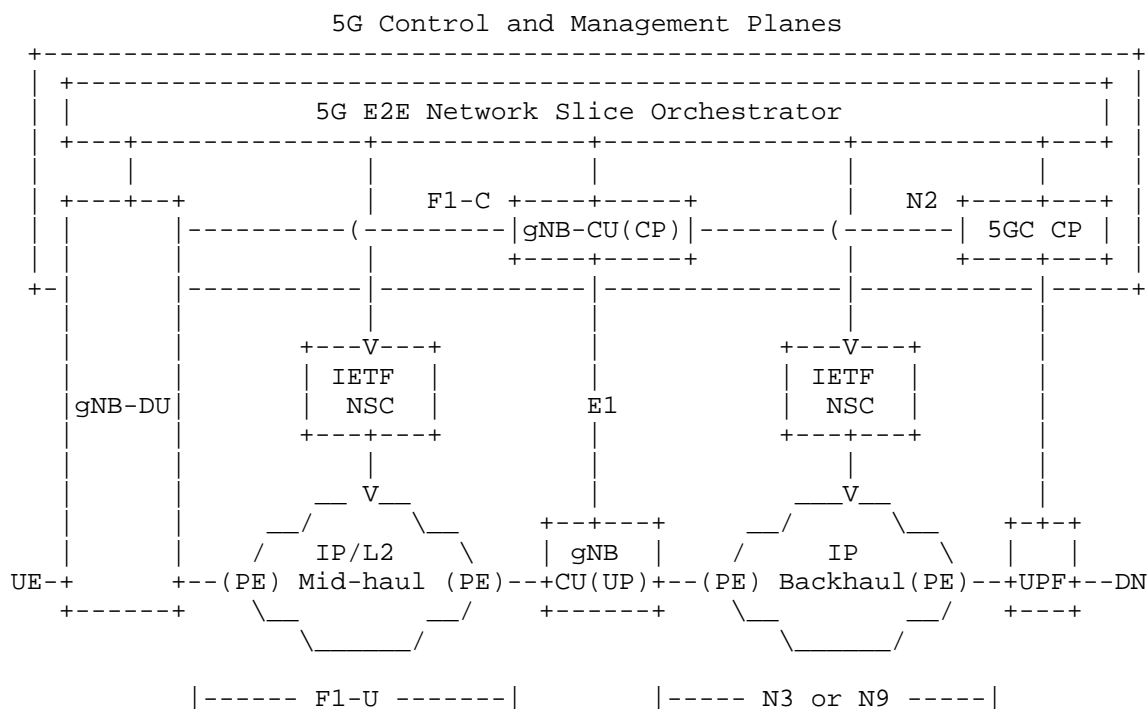 5G Control and Management Planes
5G E2E Network Slice Orchestrator
F1-C N2
gNB-CU(CP) 5GC CP
V V
IETF IETF
gNB-DU NSC E1 NSC
V V
IP/L2 gNB IP
UE (PE) Mid-haul (PE) CU(UP) (PE) Backhaul(PE) UPF DN
F1-U N3 or N9